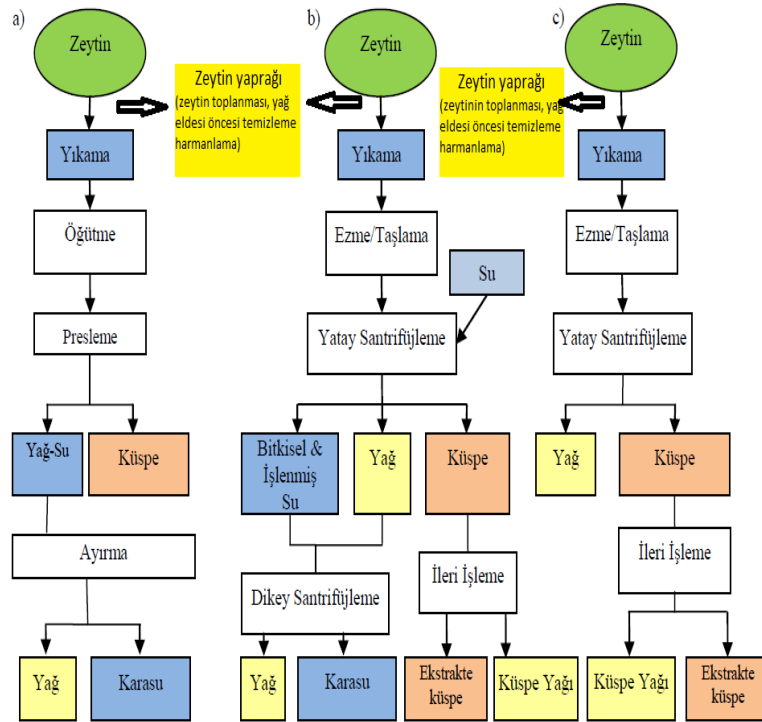 a)
Zeytin
Yıkama
Öğütme
Presleme
Yağ-Su
Küspe
Ayırma
Yağ
Karasu
Zeytin yaprağı
(zeytin toplanması, yağ
eldesi öncesi temizleme
harmanlama)
b)
Zeytin
Yıkama
Ezme/Taşlama
Su
Yatay Santrifüjleme
Bitkisel &
İşlenmiş
Su
Yağ
Küspe
Dikey Santrifüjleme
İleri İşleme
Yağ
Karasu
Ekstrakte
küspe
Küspe Yağı
Zeytin yaprağı
(zeytinin toplanması, yağ
eldesi öncesi temizleme
harmanlama)
c)
Zeytin
Yıkama
Ezme/Taşlama
Yatay Santrifüjleme
Yağ
Küspe
İleri İşleme
Küspe Yağı
Ekstrakte
küspe